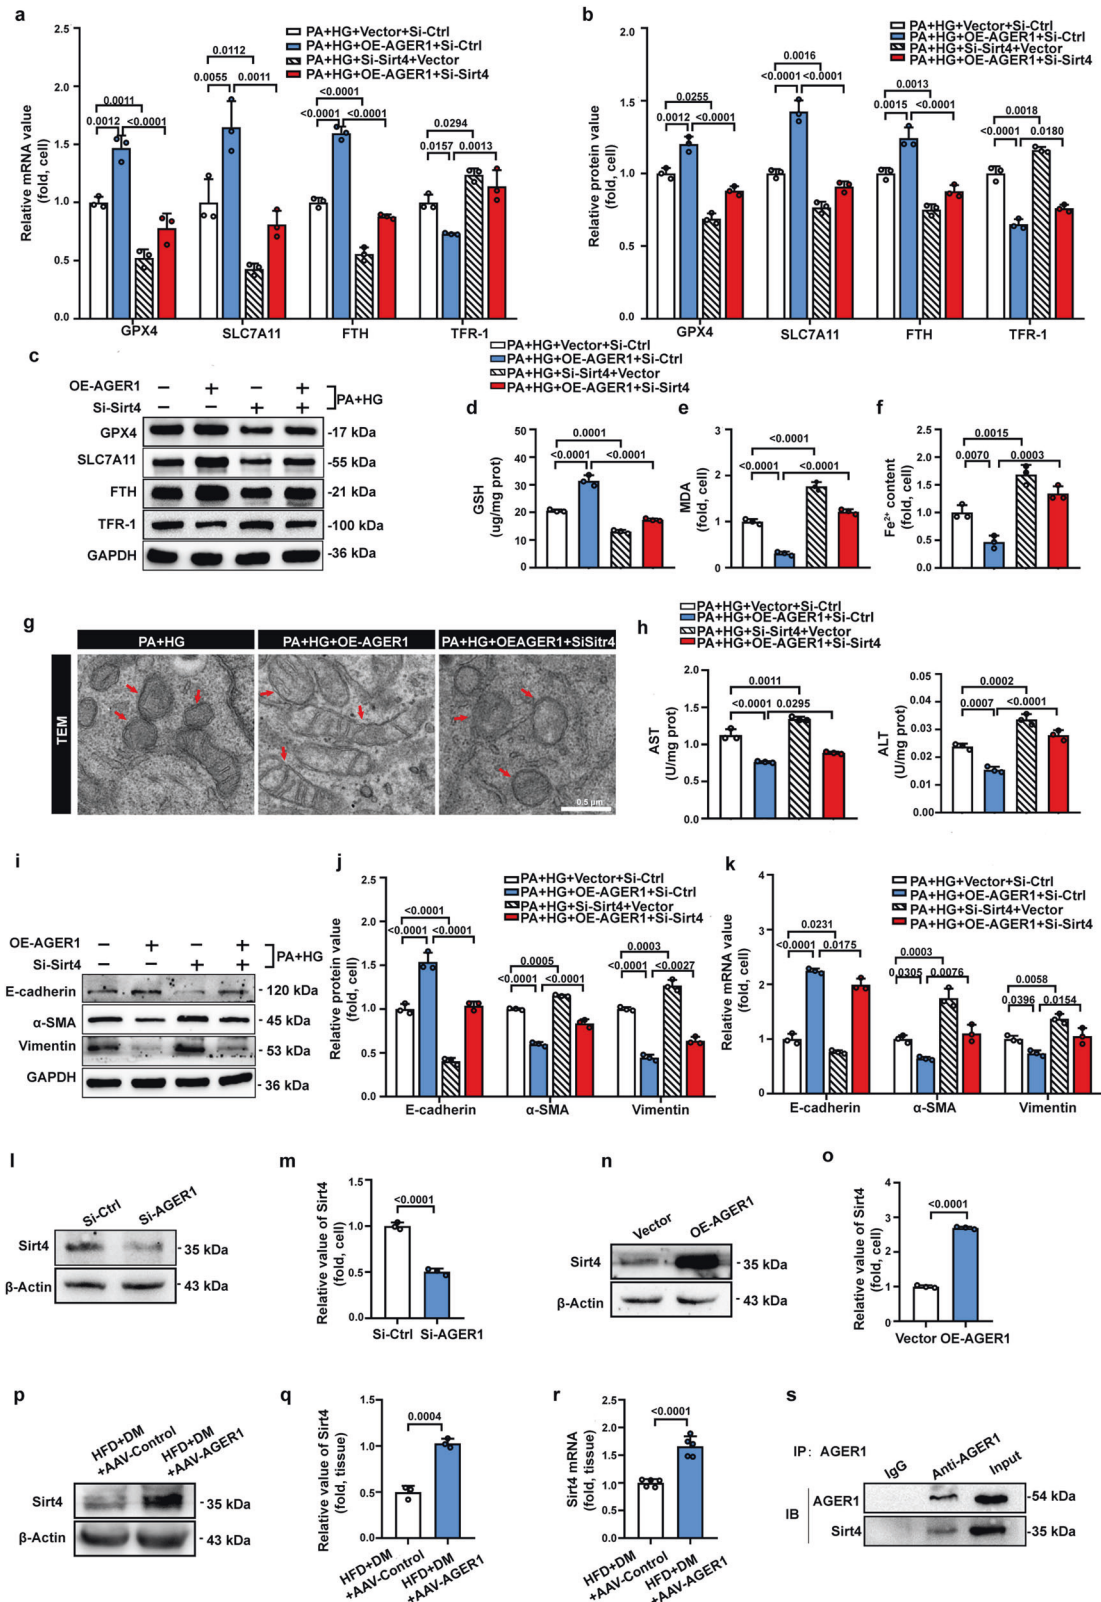 a
Relative mRNA value
(fold, cell)
2.5
2.0
1.5
1.0
0.5
0.0
PA+HG+Vector+Si-Ctrl
PA+HG+OE-AGER1+Si-Ctrl
PA+HG+Si-Sirt4+Vector
PA+HG+OE-AGER1+Si-Sirt4
0.0011
0.0012 <0.0001
0.0112
0.0055 0.0011
<0.0001
<0.0001 <0.0001
0.0294
0.0157 0.0013
GPX4 SLC7A11 FTH TFR-1
b
Relative protein value
(fold, cell)
2.0
1.5
1.0
0.5
0.0
PA+HG+Vector+Si-Ctrl
PA+HG+OE-AGER1+Si-Ctrl
PA+HG+Si-Sirt4+Vector
PA+HG+OE-AGER1+Si-Sirt4
0.0255
0.0012 <0.0001
0.0016
<0.0001 <0.0001
0.0013
0.0015 <0.0001
0.0018
<0.0001 0.0180
GPX4 SLC7A11 FTH TFR-1
c
OE-AGER1 − + − +
Si-Sirt4 − − + +
PA+HG
GPX4 -17 kDa
SLC7A11 -55 kDa
FTH -21 kDa
TFR-1 -100 kDa
GAPDH -36 kDa
PA+HG+Vector+Si-Ctrl
PA+HG+OE-AGER1+Si-Ctrl
PA+HG+Si-Sirt4+Vector
PA+HG+OE-AGER1+Si-Sirt4
d
GSH
(ug/mg prot)
40
30
20
10
0
0.0001
<0.0001 <0.0001
e
MDA
(fold, cell)
3
2
1
0
<0.0001
<0.0001 <0.0001
f
Fe²⁺ content
(fold, cell)
2.5
2.0
1.5
1.0
0.5
0.0
0.0015
0.0070 0.0003
g
PA+HG PA+HG+OE-AGER1 PA+HG+OEAGER1+SiSitr4
TEM
0.5 µm
h
PA+HG+Vector+Si-Ctrl
PA+HG+OE-AGER1+Si-Ctrl
PA+HG+Si-Sirt4+Vector
PA+HG+OE-AGER1+Si-Sirt4
AST
(U/mg prot)
2.0
1.5
1.0
0.5
0.0
0.0011
<0.0001 0.0295
ALT
(U/mg prot)
0.05
0.04
0.03
0.02
0.01
0.00
0.0002
0.0007 <0.0001
i
OE-AGER1 − + − +
Si-Sirt4 − − + +
PA+HG
E-cadherin - 120 kDa
α-SMA - 45 kDa
Vimentin - 53 kDa
GAPDH - 36 kDa
j
Relative protein value
(fold, cell)
2.5
2.0
1.5
1.0
0.5
0.0
PA+HG+Vector+Si-Ctrl
PA+HG+OE-AGER1+Si-Ctrl
PA+HG+Si-Sirt4+Vector
PA+HG+OE-AGER1+Si-Sirt4
<0.0001
<0.0001 <0.0001
0.0005
<0.0001 <0.0001
0.0003
<0.0001 <0.0027
E-cadherin α-SMA Vimentin
k
Relative mRNA value
(fold, cell)
4
3
2
1
0
PA+HG+Vector+Si-Ctrl
PA+HG+OE-AGER1+Si-Ctrl
PA+HG+Si-Sirt4+Vector
PA+HG+OE-AGER1+Si-Sirt4
0.0231
<0.0001 0.0175
0.0003
0.0305 0.0076
0.0058
0.0396 0.0154
E-cadherin α-SMA Vimentin
l
Si-Ctrl Si-AGER1
Sirt4 - 35 kDa
β-Actin - 43 kDa
m
Relative value of Sirt4
(fold, cell)
1.5
1.0
0.5
0.0
<0.0001
Si-Ctrl Si-AGER1
n
Vector OE-AGER1
Sirt4 - 35 kDa
β-Actin - 43 kDa
o
Relative value of Sirt4
(fold, cell)
4
3
2
1
0
<0.0001
Vector OE-AGER1
p
HFD+DM
+AAV-Control
HFD+DM
+AAV-AGER1
Sirt4 - 35 kDa
β-Actin - 43 kDa
q
Relative value of Sirt4
(fold, tissue)
1.5
1.0
0.5
0.0
0.0004
HFD+DM
+AAV-Control
HFD+DM
+AAV-AGER1
r
Sirt4 mRNA
(fold, tissue)
2.5
2.0
1.5
1.0
0.5
0.0
<0.0001
HFD+DM
+AAV-Control
HFD+DM
+AAV-AGER1
s
IP: AGER1
IgG Anti-AGER1 Input
IB
AGER1 -54 kDa
Sirt4 -35 kDa